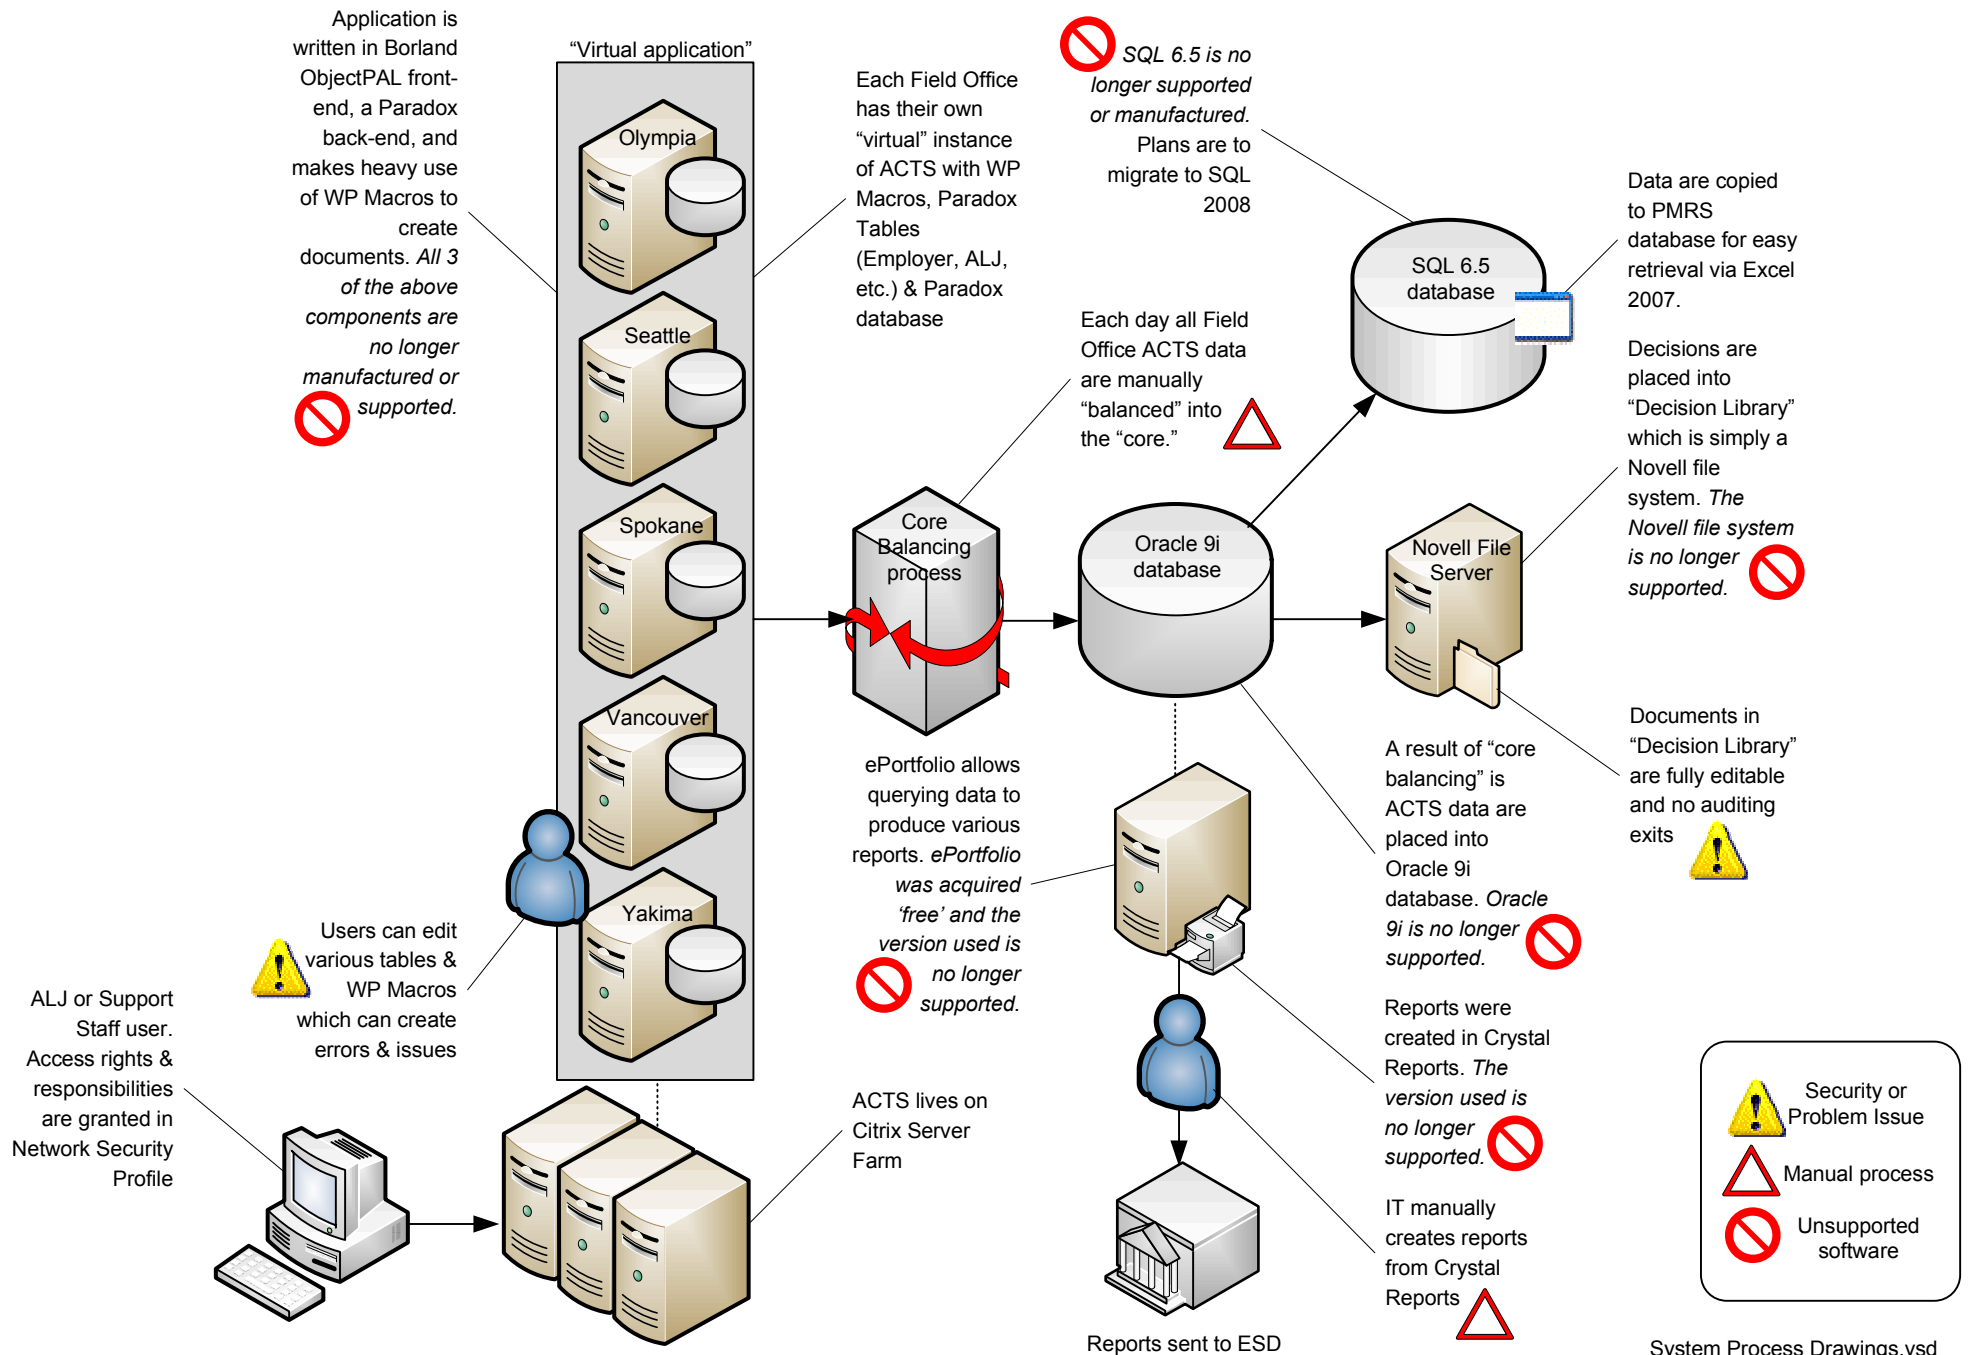 Application is
written in Borland
ObjectPAL front-
end, a Paradox
back-end, and
makes heavy use
of WP Macros to
create
documents. All 3
of the above
components are
no longer
manufactured or
supported.
“Virtual application”
Olympia
Seattle
Spokane
Vancouver
Yakima
Each Field Office
has their own
“virtual” instance
of ACTS with WP
Macros, Paradox
Tables
(Employer, ALJ,
etc.) & Paradox
database
SQL 6.5 is no
longer supported
or manufactured.
Plans are to
migrate to SQL
2008
SQL 6.5
database
Data are copied
to PMRS
database for easy
retrieval via Excel
2007.
Each day all Field
Office ACTS data
are manually
“balanced” into
the “core.”
Decisions are
placed into
“Decision Library”
which is simply a
Novell file
system. The
Novell file system
is no longer
supported.
Core
Balancing
process
Oracle 9i
database
Novell File
Server
Documents in
“Decision Library”
are fully editable
and no auditing
exits
ePortfolio allows
querying data to
produce various
reports. ePortfolio
was acquired
‘free’ and the
version used is
no longer
supported.
A result of “core
balancing” is
ACTS data are
placed into
Oracle 9i
database. Oracle
9i is no longer
supported.
Users can edit
various tables &
WP Macros
which can create
errors & issues
ALJ or Support
Staff user.
Access rights &
responsibilities
are granted in
Network Security
Profile
ACTS lives on
Citrix Server
Farm
Reports were
created in Crystal
Reports. The
version used is
no longer
supported.
IT manually
creates reports
from Crystal
Reports
Reports sent to ESD
Security or
Problem Issue
Manual process
Unsupported
software
System Process Drawings.vsd